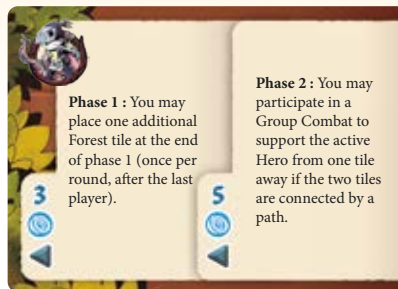 Phase 1 : You may
place one additional
Forest tile at the end
of phase 1 (once per
round, after the last
player).
3
Phase 2 : You may
participate in a
Group Combat to
support the active
Hero from one tile
away if the two tiles
are connected by a
path.
5